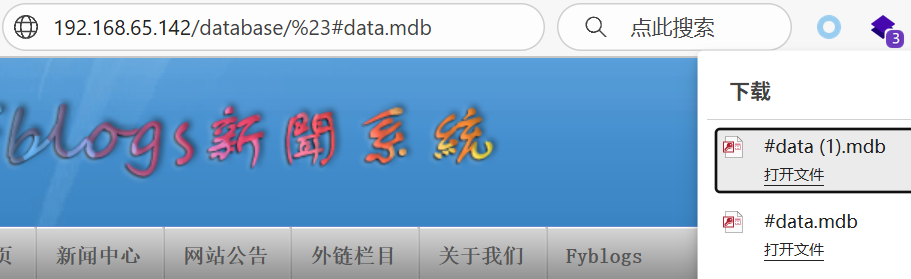 192.168.65.142/database/%23#data.mdb
点此搜索
3
下载
blogs新聞系統
#data (1).mdb
打开文件
#data.mdb
打开文件
页 新闻中心 网站公告 外链栏目 关于我们 Fyblogs